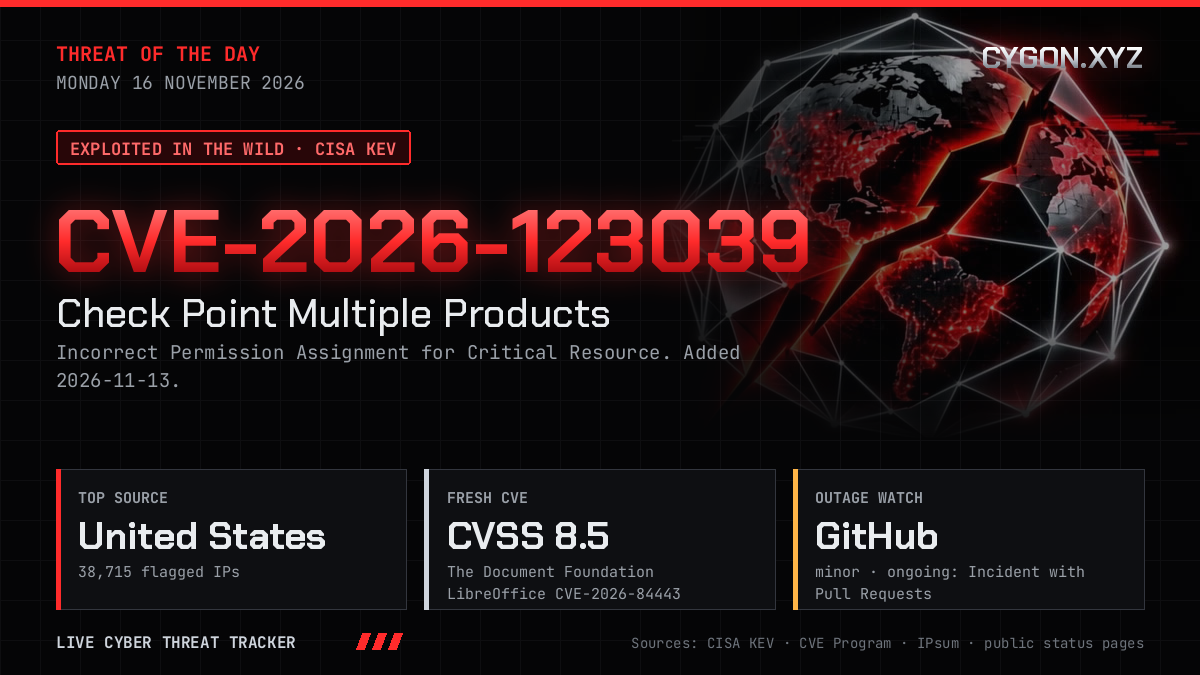 THREAT OF THE DAY
CYGON.XYZ
MONDAY 16 NOVEMBER 2026
EXPLOITED IN THE WILD · CISA KEV
CVE-2026-123039
Check Point Multiple Products
Incorrect Permission Assignment for Critical Resource. Added
2026-11-13.
TOP SOURCE
United States
38,715 flagged IPs
FRESH CVE
CVSS 8.5
The Document Foundation
LibreOffice CVE-2026-84443
OUTAGE WATCH
GitHub
minor · ongoing: Incident with
Pull Requests
LIVE CYBER THREAT TRACKER
Sources: CISA KEV · CVE Program · IPsum · public status pages